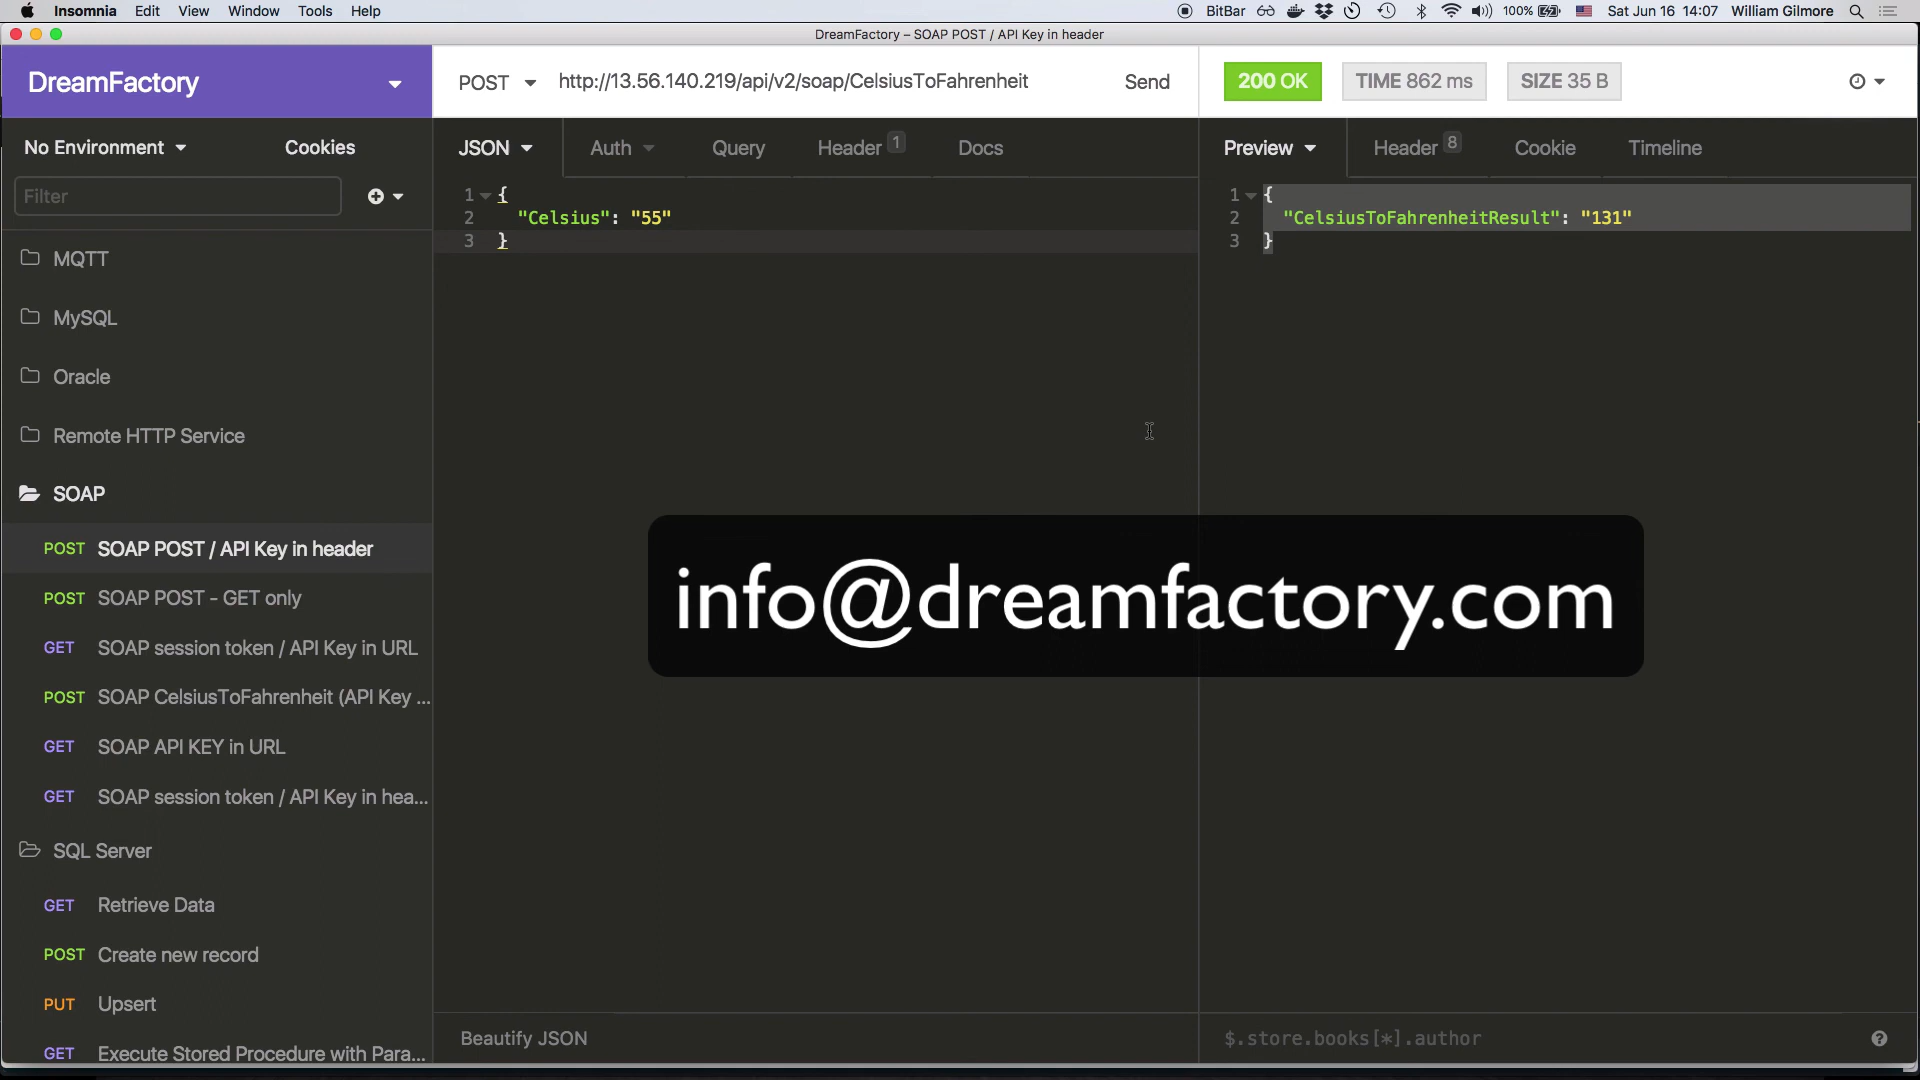 Insomnia Edit View Window Tools Help BitBar 100% Sat Jun 16 14:07 William Gilmore
DreamFactory – SOAP POST / API Key in header
DreamFactory
POST http://13.56.140.219/api/v2/soap/CelsiusToFahrenheit Send
200 OK TIME 862 ms SIZE 35 B
No Environment Cookies
JSON Auth Query Header 1 Docs
Preview Header 8 Cookie Timeline
Filter
1 {
2 "Celsius": "55"
3 }
1 {
2 "CelsiusToFahrenheitResult": "131"
3 }
MQTT
MySQL
Oracle
Remote HTTP Service
SOAP
POST SOAP POST / API Key in header
POST SOAP POST - GET only
GET SOAP session token / API Key in URL
POST SOAP CelsiusToFahrenheit (API Key ...
GET SOAP API KEY in URL
GET SOAP session token / API Key in hea...
SQL Server
GET Retrieve Data
POST Create new record
PUT Upsert
GET Execute Stored Procedure with Para...
info@dreamfactory.com
Beautify JSON
$.store.books[*].author